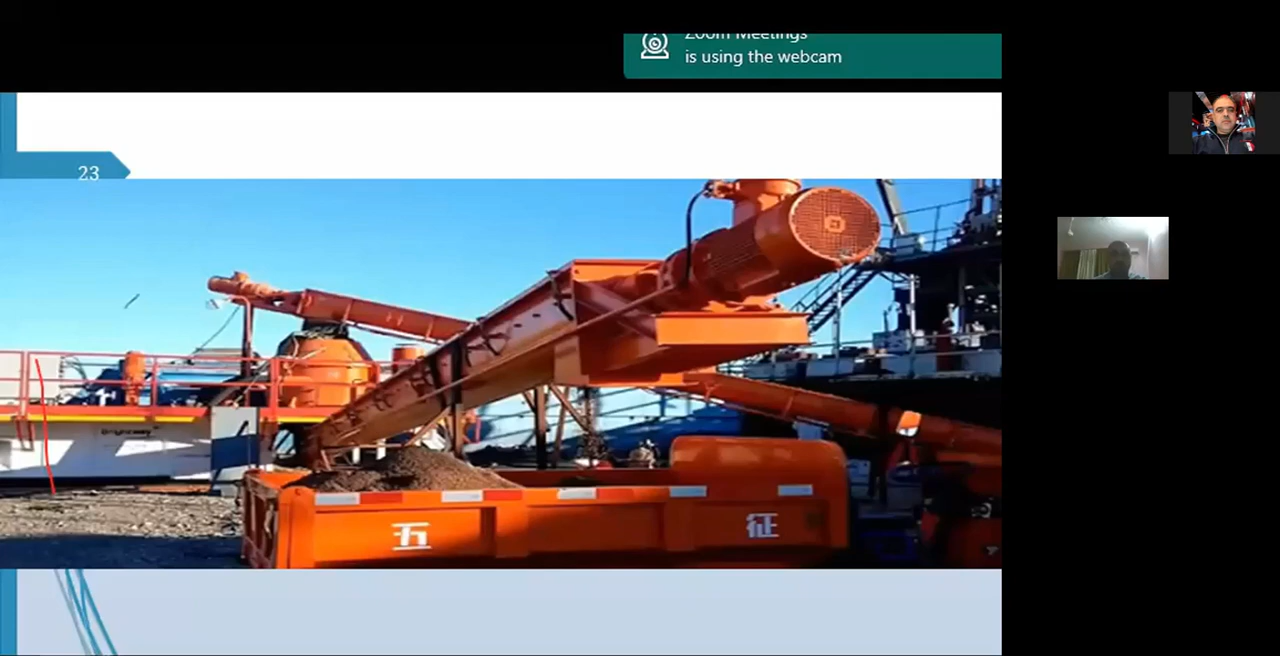 Zoom Meetings
is using the webcam
23
五 征